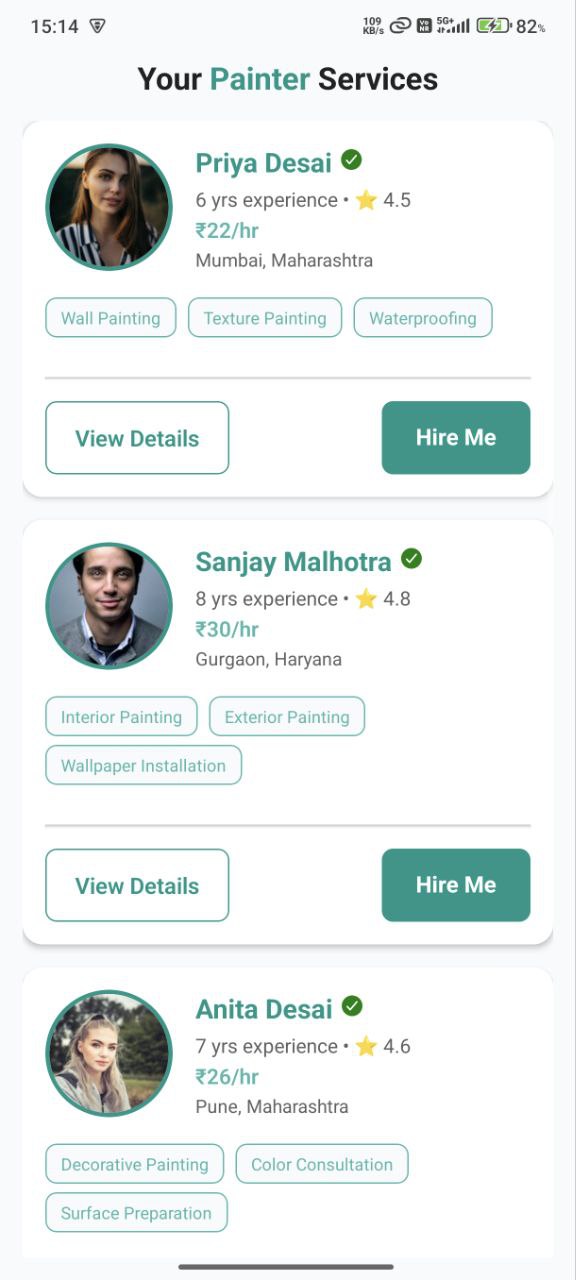 15:14 109 KB/s Vo NR 5G+ 82%
Your Painter Services
Priya Desai
6 yrs experience • ⭐ 4.5
₹22/hr
Mumbai, Maharashtra
Wall Painting Texture Painting Waterproofing
View Details Hire Me
Sanjay Malhotra
8 yrs experience • ⭐ 4.8
₹30/hr
Gurgaon, Haryana
Interior Painting Exterior Painting
Wallpaper Installation
View Details Hire Me
Anita Desai
7 yrs experience • ⭐ 4.6
₹26/hr
Pune, Maharashtra
Decorative Painting Color Consultation
Surface Preparation